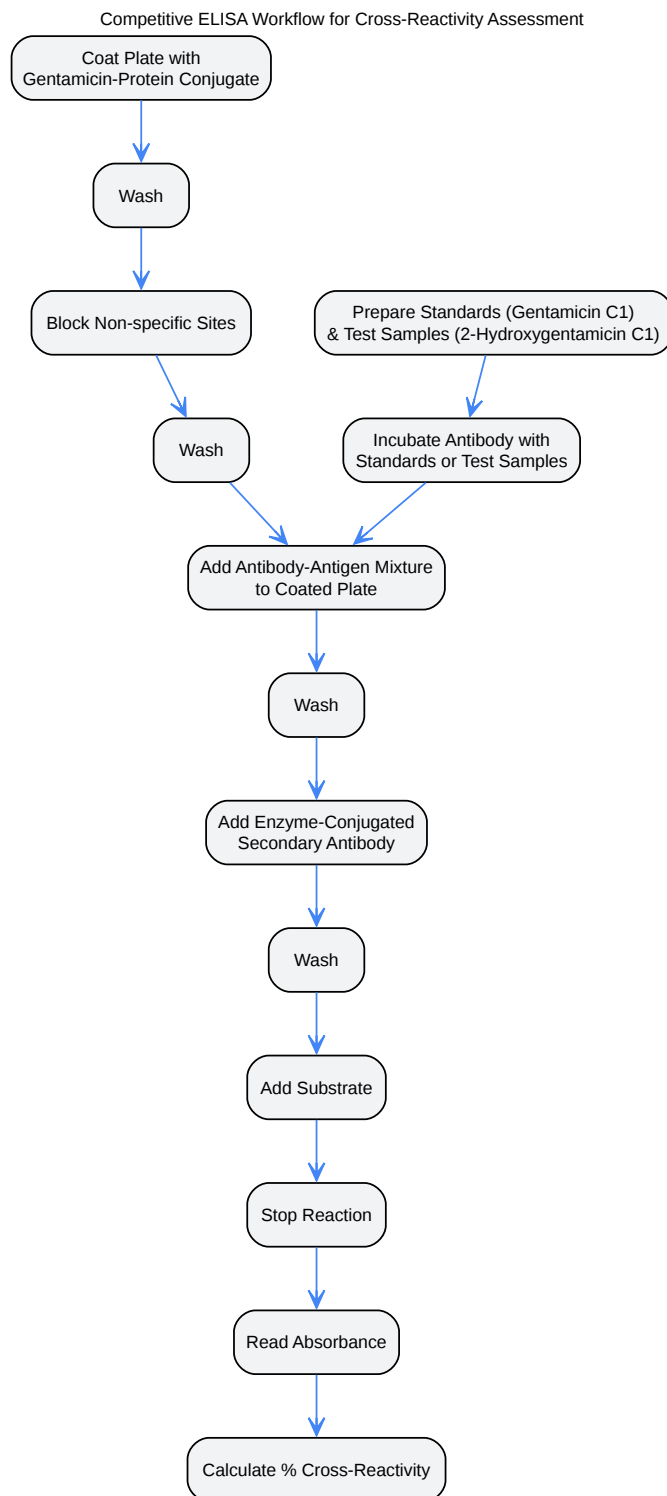 Competitive ELISA Workflow for Cross-Reactivity Assessment
Coat Plate with
Gentamicin-Protein Conjugate
Wash
Block Non-specific Sites
Prepare Standards (Gentamicin C1)
& Test Samples (2-Hydroxygentamicin C1)
Wash
Incubate Antibody with
Standards or Test Samples
Add Antibody-Antigen Mixture
to Coated Plate
Wash
Add Enzyme-Conjugated
Secondary Antibody
Wash
Add Substrate
Stop Reaction
Read Absorbance
Calculate % Cross-Reactivity